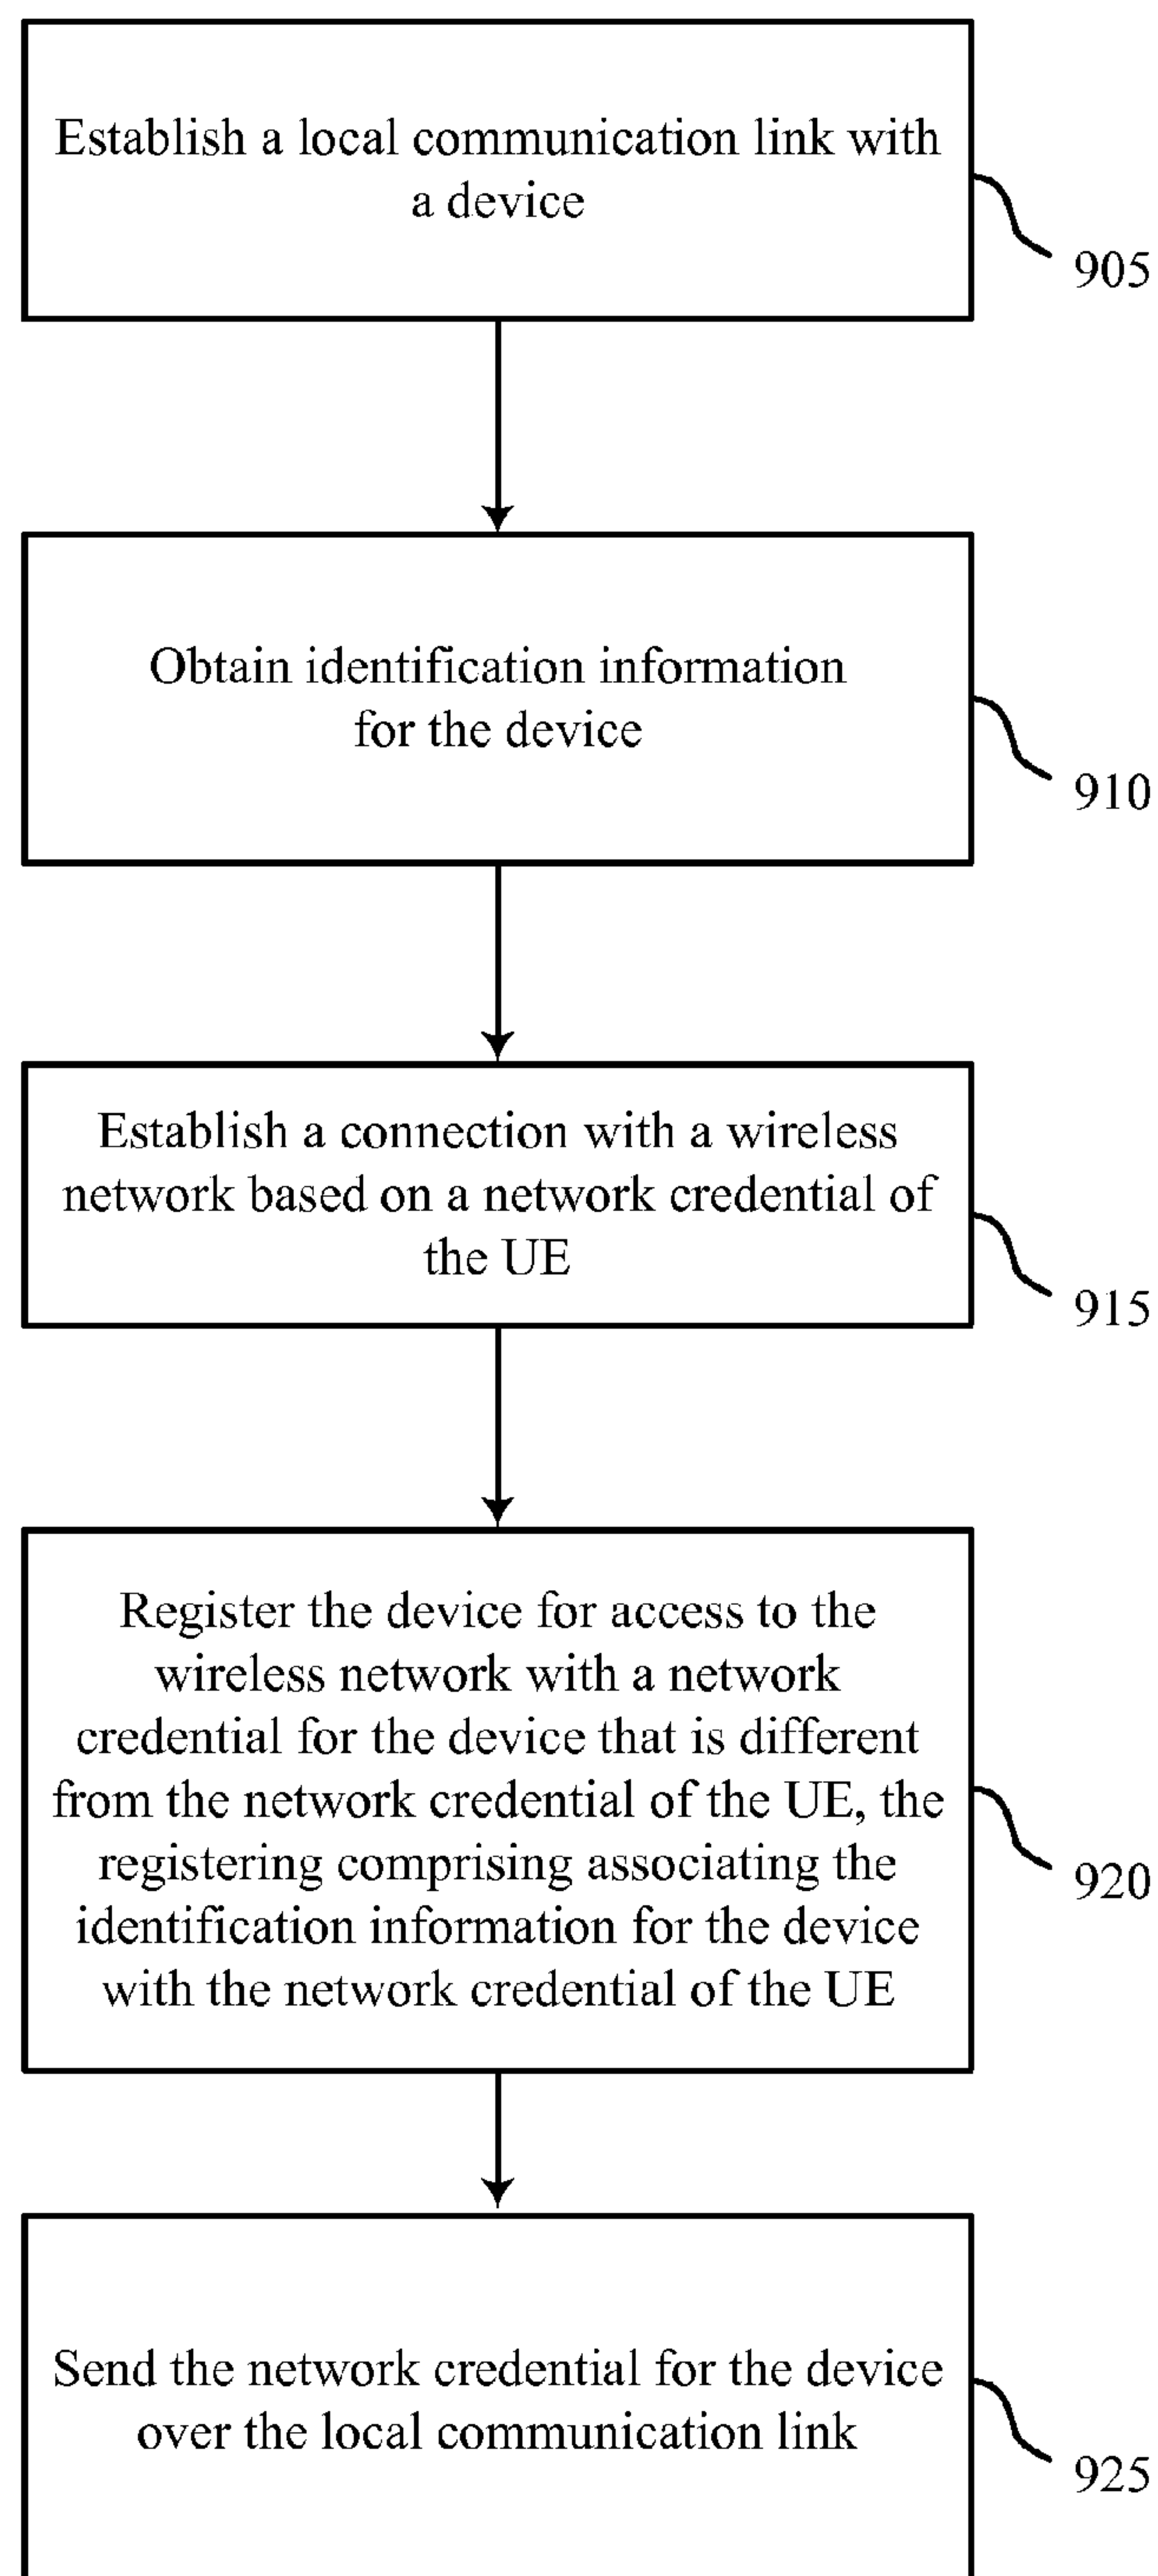 Establish a local communication link with
a device
905
Obtain identification information
for the device
910
Establish a connection with a wireless
network based on a network credential of
the UE
915
Register the device for access to the
wireless network with a network
credential for the device that is different
from the network credential of the UE, the
registering comprising associating the
identification information for the device
with the network credential of the UE
920
Send the network credential for the device
over the local communication link
925